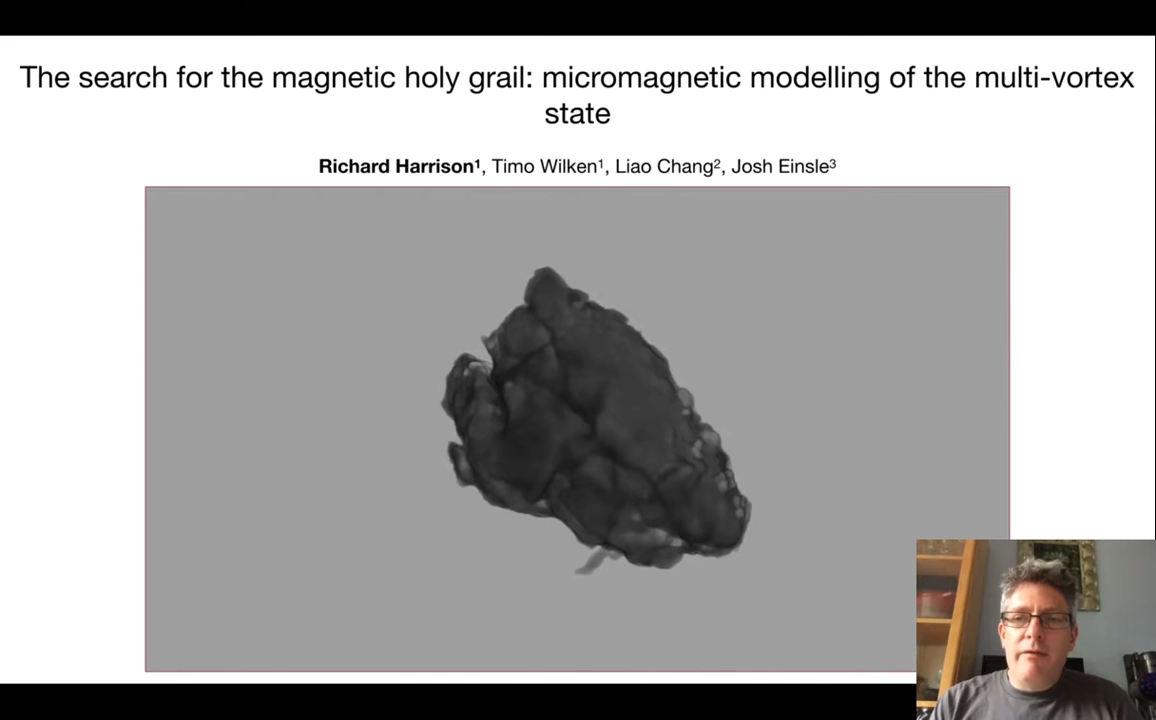 The search for the magnetic holy grail: micromagnetic modelling of the multi-vortex
state
Richard Harrison¹, Timo Wilken¹, Liao Chang², Josh Einsle³